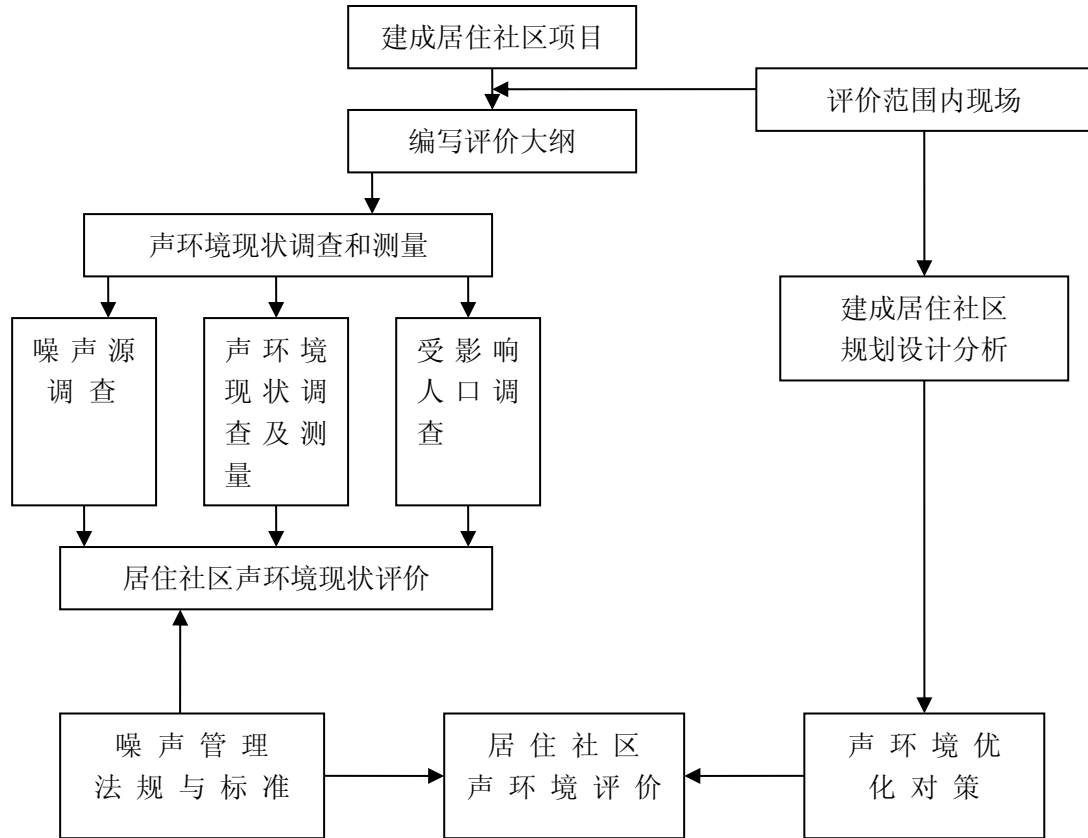 建成居住社区项目
评价范围内现场
编写评价大纲
声环境现状调查和测量
噪声源
调查
声环境
现状调
查及测
量
受影响
人口调
查
建成居住社区
规划设计分析
居住社区声环境现状评价
噪声管理
法规与标准
居住社区
声环境评价
声环境优
化对策